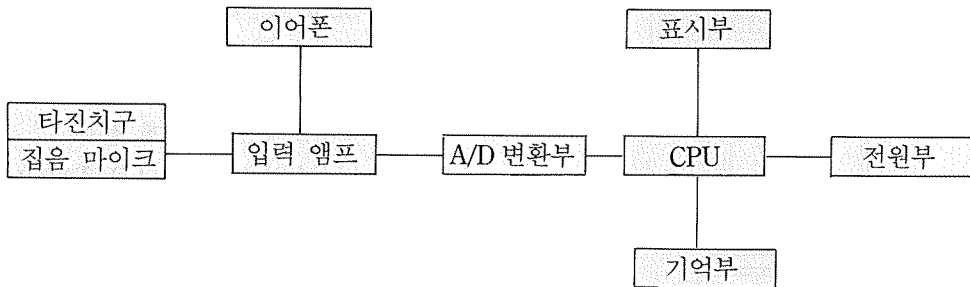 이어폰
표시부
타진치구
집음 마이크
입력 앰프
A/D 변환부
CPU
전원부
기억부